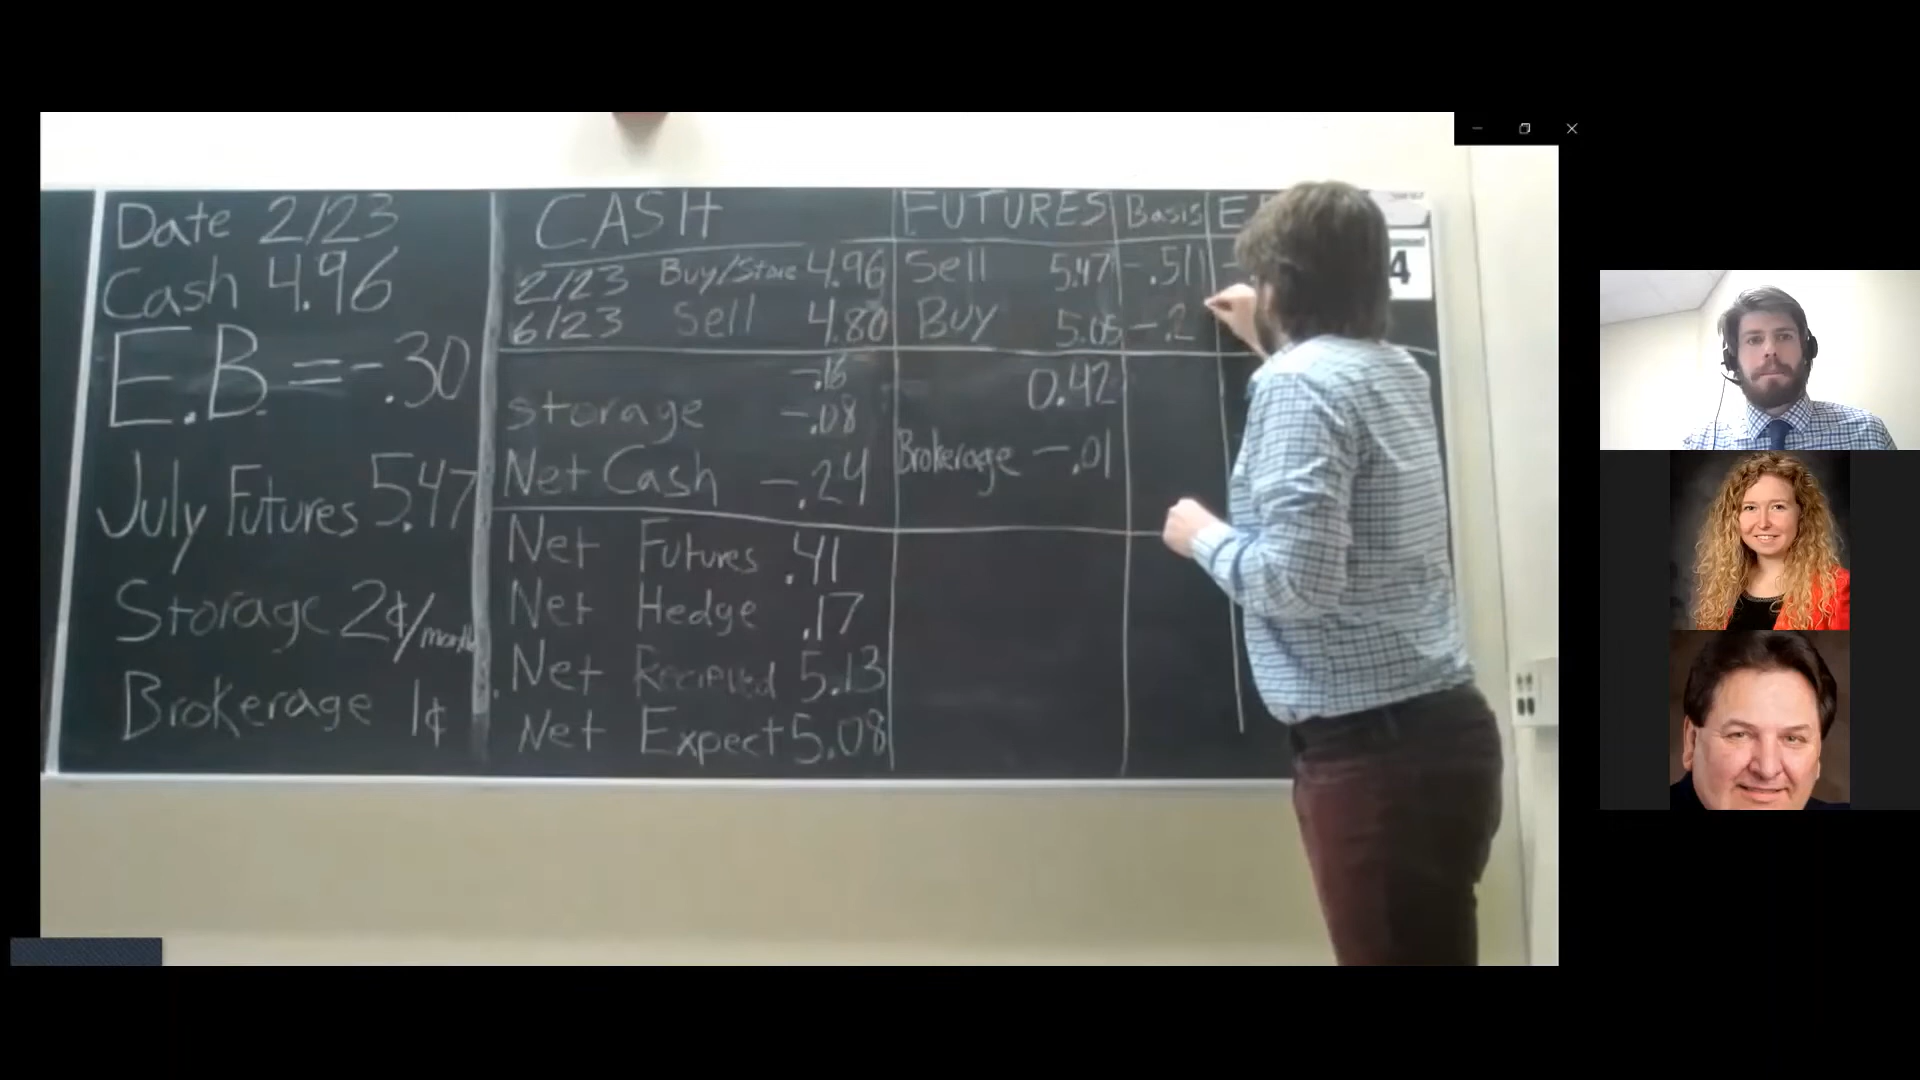 Date 2/23
Cash 4.96
E.B. = -.30
July Futures 5.47
Storage 2¢/month
Brokerage 1¢
CASH
2/23 Buy/Store 4.96
6/23 Sell 4.80
-.16
storage -.08
Net Cash -.24
Net Futures .41
Net Hedge .17
Net Recieved 5.13
Net Expect 5.08
FUTURES
Sell 5.47
Buy 5.05
0.42
Brokerage -.01
Basis
-.51
-.2
E
4